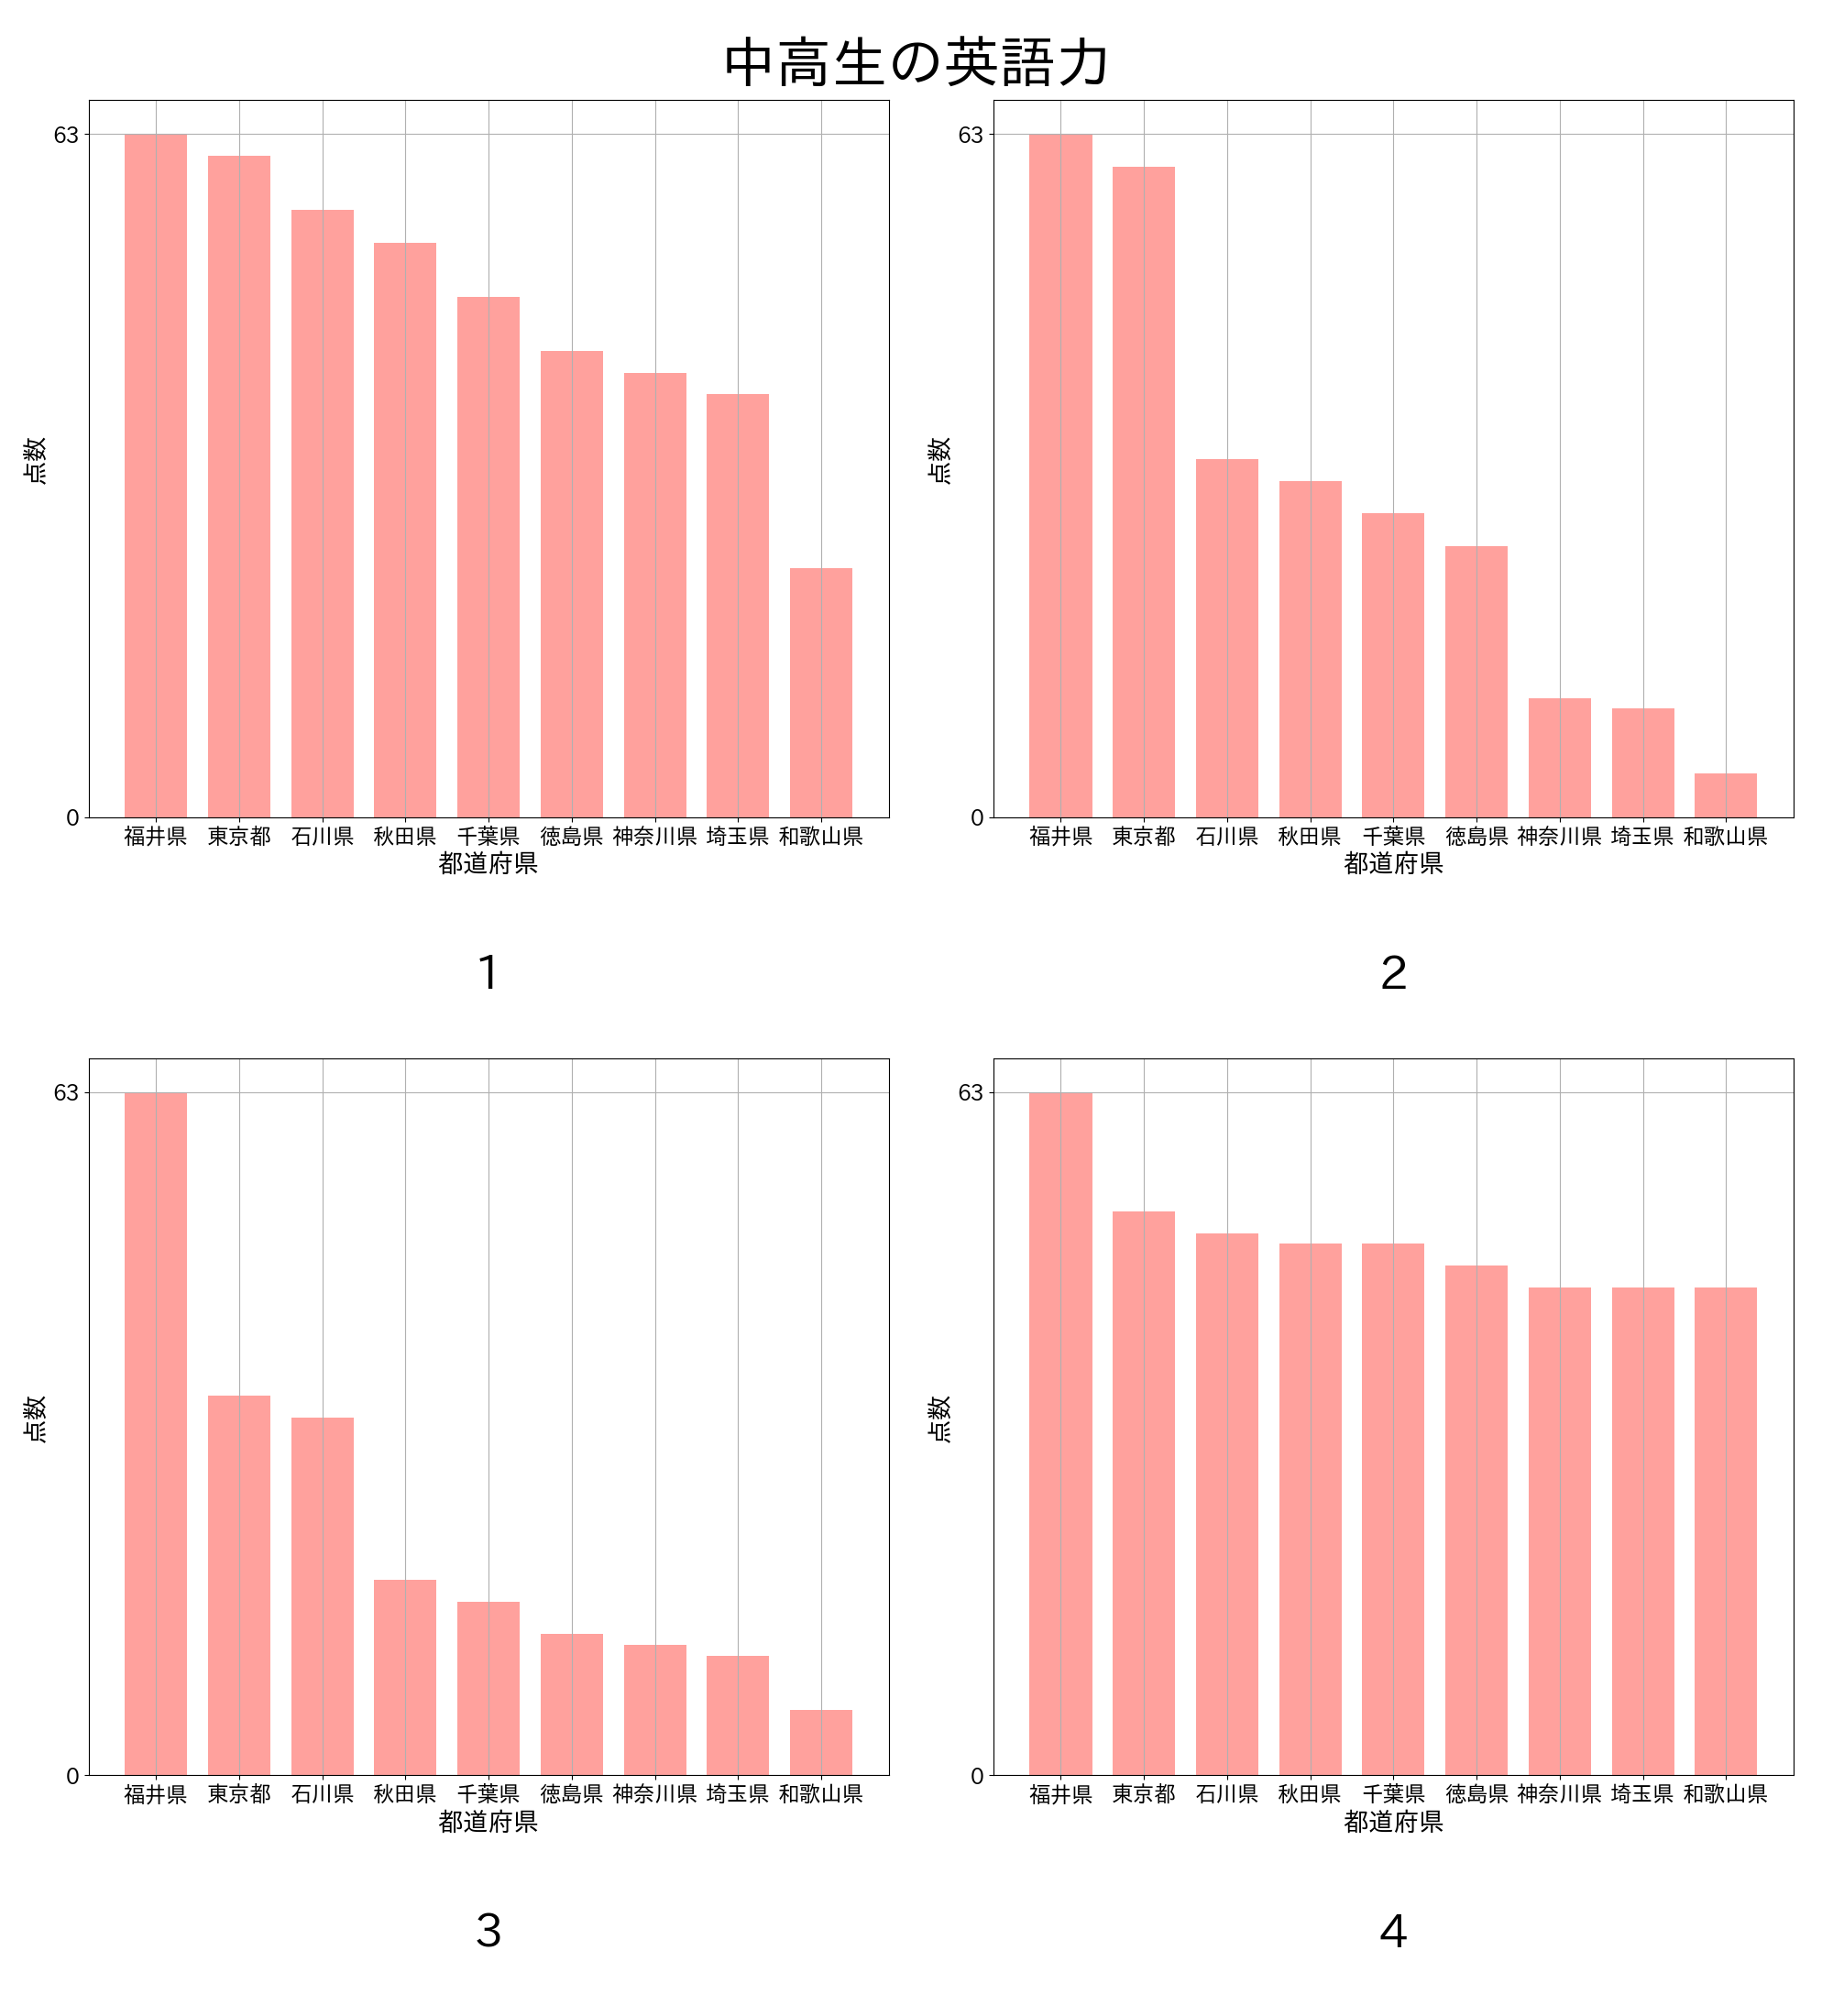 中高生の英語力
63
0
点数
福井県 東京都 石川県 秋田県 千葉県 徳島県 神奈川県 埼玉県 和歌山県
都道府県
1
63
0
点数
福井県 東京都 石川県 秋田県 千葉県 徳島県 神奈川県 埼玉県 和歌山県
都道府県
2
63
0
点数
福井県 東京都 石川県 秋田県 千葉県 徳島県 神奈川県 埼玉県 和歌山県
都道府県
3
63
0
点数
福井県 東京都 石川県 秋田県 千葉県 徳島県 神奈川県 埼玉県 和歌山県
都道府県
4